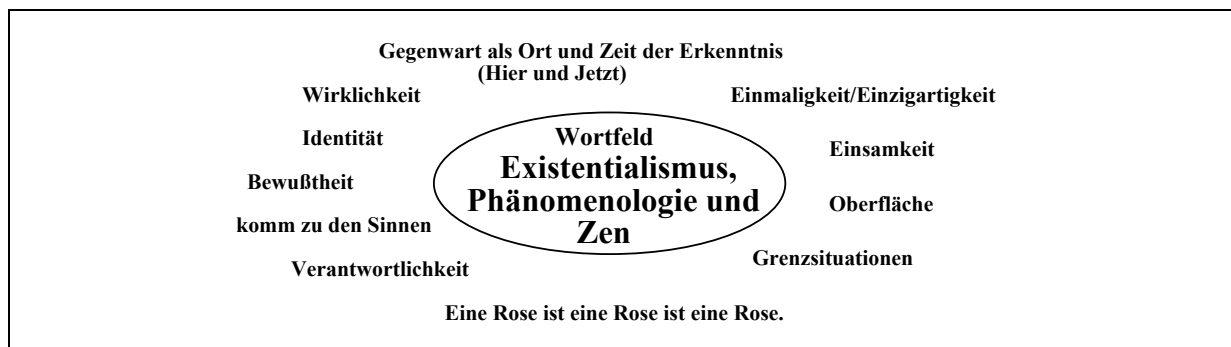 Gegenwart als Ort und Zeit der Erkenntnis
(Hier und Jetzt)
Wirklichkeit
Einmaligkeit/Einzigartigkeit
Identität
Wortfeld
Existentialismus,
Phänomenologie und
Zen
Einsamkeit
Bewußtheit
Oberfläche
komm zu den Sinnen
Grenzsituationen
Verantwortlichkeit
Eine Rose ist eine Rose ist eine Rose.